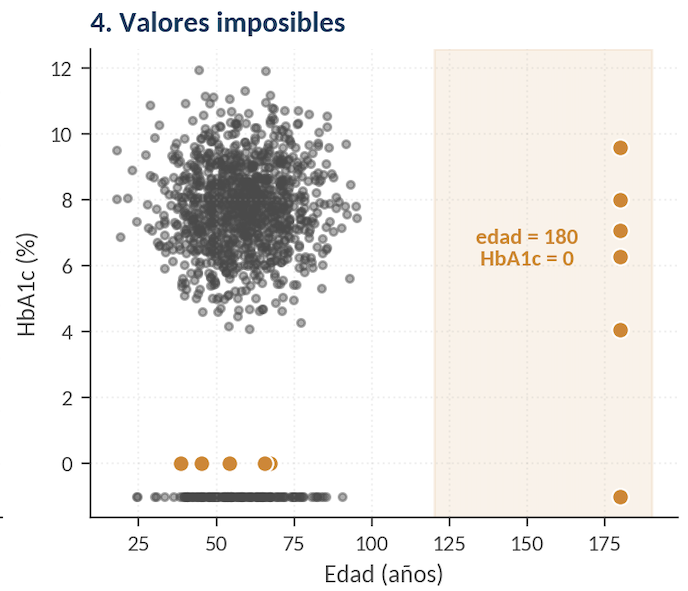 4. Valores imposibles
12
10
8
6
4
2
0
HbA1c (%)
edad = 180
HbA1c = 0
25
50
75
100
125
150
175
Edad (años)